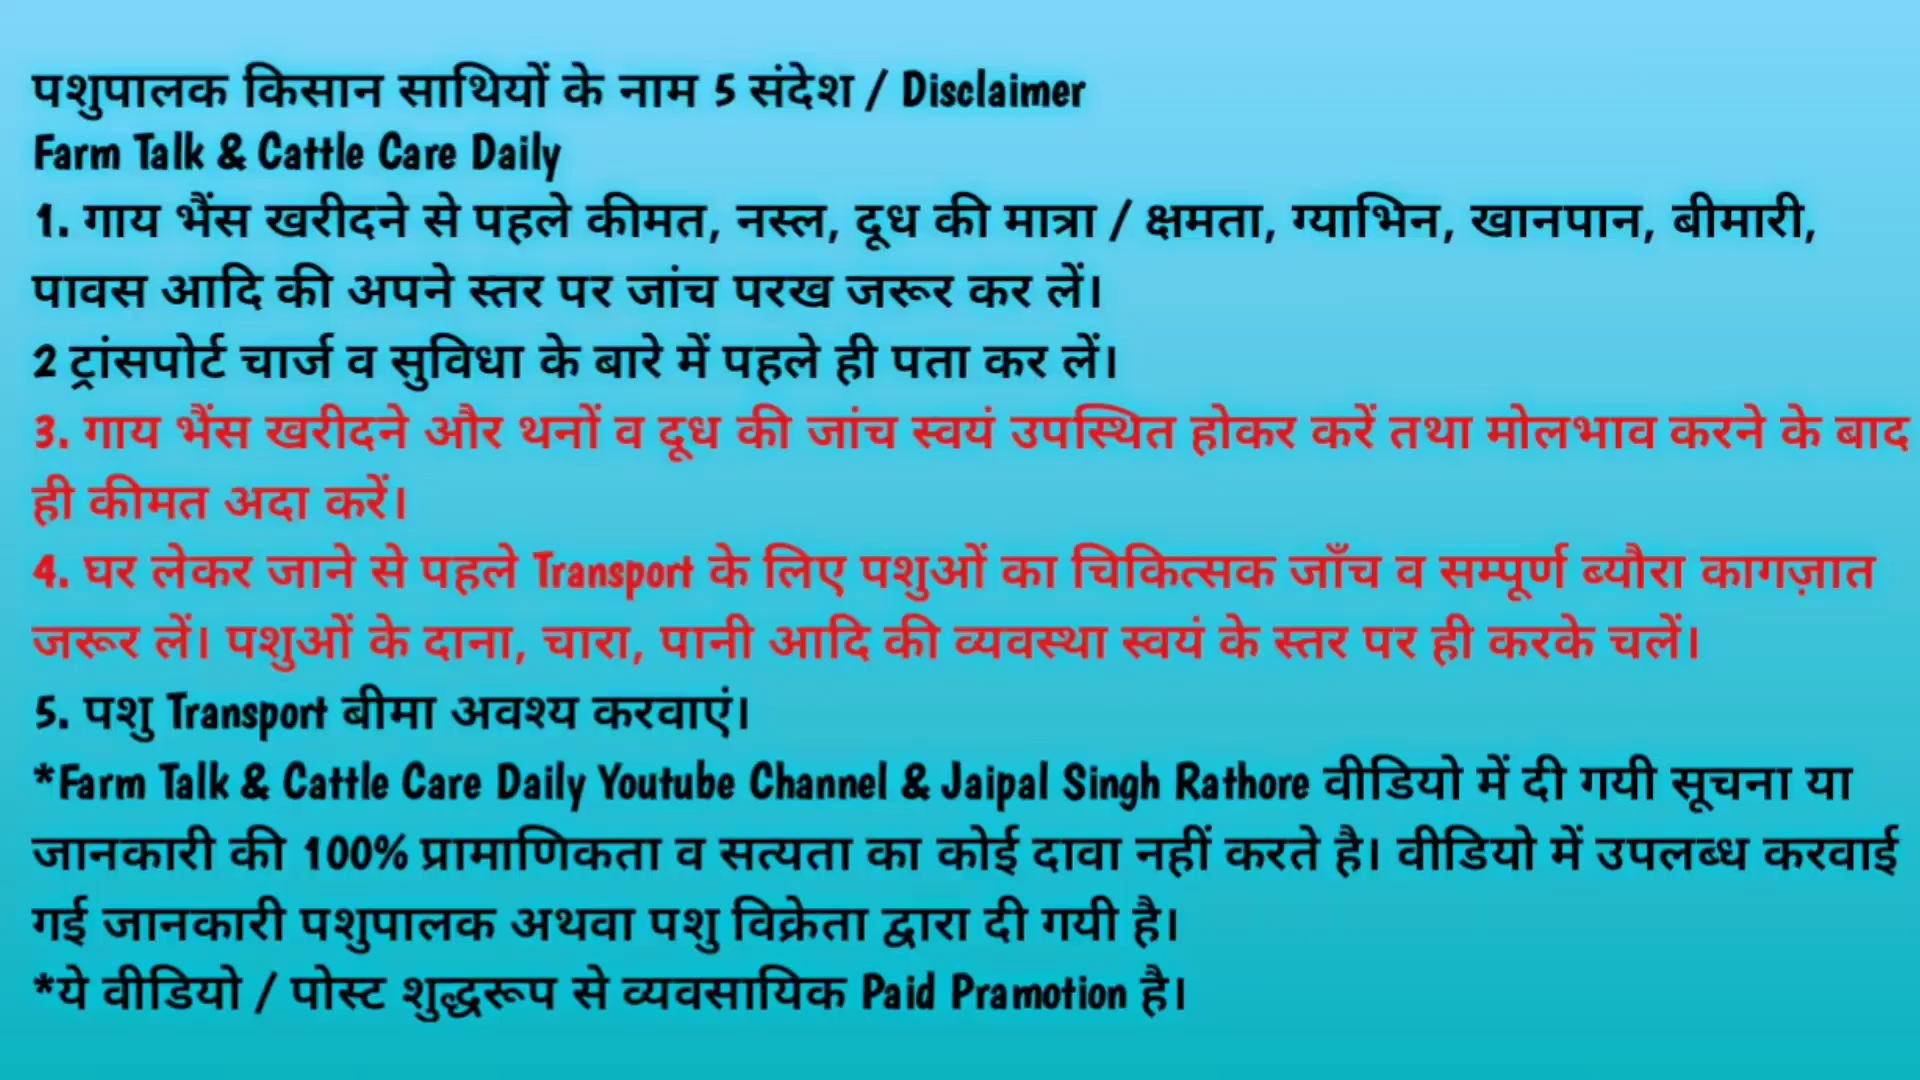 पशुपालक किसान साथियों के नाम 5 संदेश / Disclaimer
Farm Talk & Cattle Care Daily
1. गाय भैंस खरीदने से पहले कीमत, नस्ल, दूध की मात्रा / क्षमता, ग्याभिन, खानपान, बीमारी,
पावस आदि की अपने स्तर पर जांच परख जरूर कर लें।
2 ट्रांसपोर्ट चार्ज व सुविधा के बारे में पहले ही पता कर लें।
3. गाय भैंस खरीदने और थनों व दूध की जांच स्वयं उपस्थित होकर करें तथा मोलभाव करने के बाद
ही कीमत अदा करें।
4. घर लेकर जाने से पहले Transport के लिए पशुओं का चिकित्सक जाँच व सम्पूर्ण ब्यौरा कागज़ात
जरूर लें। पशुओं के दाना, चारा, पानी आदि की व्यवस्था स्वयं के स्तर पर ही करके चलें।
5. पशु Transport बीमा अवश्य करवाएं।
*Farm Talk & Cattle Care Daily Youtube Channel & Jaipal Singh Rathore वीडियो में दी गयी सूचना या
जानकारी की 100% प्रामाणिकता व सत्यता का कोई दावा नहीं करते है। वीडियो में उपलब्ध करवाई
गई जानकारी पशुपालक अथवा पशु विक्रेता द्वारा दी गयी है।
*ये वीडियो / पोस्ट शुद्धरूप से व्यवसायिक Paid Pramotion है।